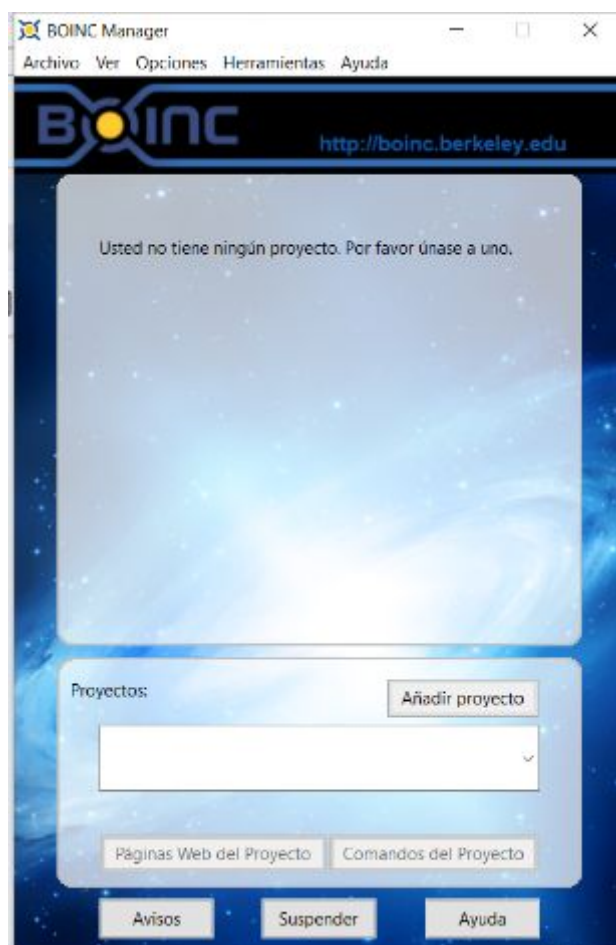 BOINC Manager
Archivo Ver Opciones Herramientas Ayuda
BOINC
http://boinc.berkeley.edu
Usted no tiene ningún proyecto. Por favor únase a uno.
Proyectos:
Añadir proyecto
Páginas Web del Proyecto Comandos del Proyecto
Avisos Suspender Ayuda